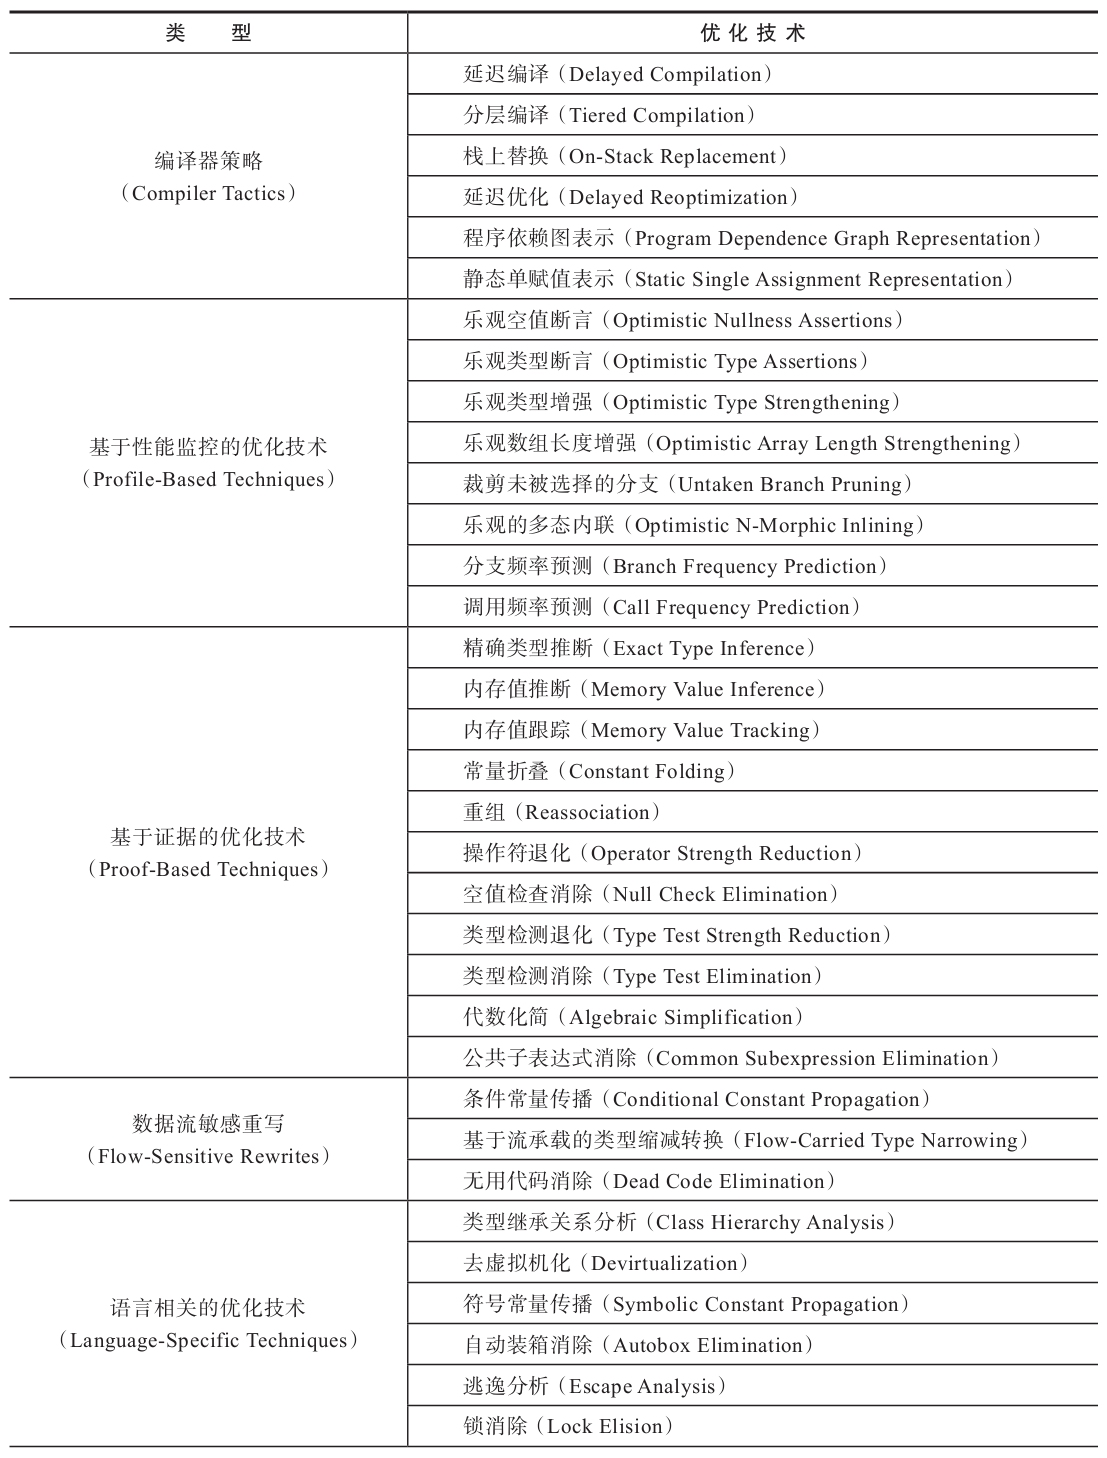 类 型
优化技术
编译器策略
（Compiler Tactics）
延迟编译（Delayed Compilation）
分层编译（Tiered Compilation）
栈上替换（On-Stack Replacement）
延迟优化（Delayed Reoptimization）
程序依赖图表示（Program Dependence Graph Representation）
静态单赋值表示（Static Single Assignment Representation）
基于性能监控的优化技术
（Profile-Based Techniques）
乐观空值断言（Optimistic Nullness Assertions）
乐观类型断言（Optimistic Type Assertions）
乐观类型增强（Optimistic Type Strengthening）
乐观数组长度增强（Optimistic Array Length Strengthening）
裁剪未被选择的分支（Untaken Branch Pruning）
乐观的多态内联（Optimistic N-Morphic Inlining）
分支频率预测（Branch Frequency Prediction）
调用频率预测（Call Frequency Prediction）
基于证据的优化技术
（Proof-Based Techniques）
精确类型推断（Exact Type Inference）
内存值推断（Memory Value Inference）
内存值跟踪（Memory Value Tracking）
常量折叠（Constant Folding）
重组（Reassociation）
操作符退化（Operator Strength Reduction）
空值检查消除（Null Check Elimination）
类型检测退化（Type Test Strength Reduction）
类型检测消除（Type Test Elimination）
代数化简（Algebraic Simplification）
公共子表达式消除（Common Subexpression Elimination）
数据流敏感重写
（Flow-Sensitive Rewrites）
条件常量传播（Conditional Constant Propagation）
基于流承载的类型缩减转换（Flow-Carried Type Narrowing）
无用代码消除（Dead Code Elimination）
语言相关的优化技术
（Language-Specific Techniques）
类型继承关系分析（Class Hierarchy Analysis）
去虚拟机化（Devirtualization）
符号常量传播（Symbolic Constant Propagation）
自动装箱消除（Autobox Elimination）
逃逸分析（Escape Analysis）
锁消除（Lock Elision）